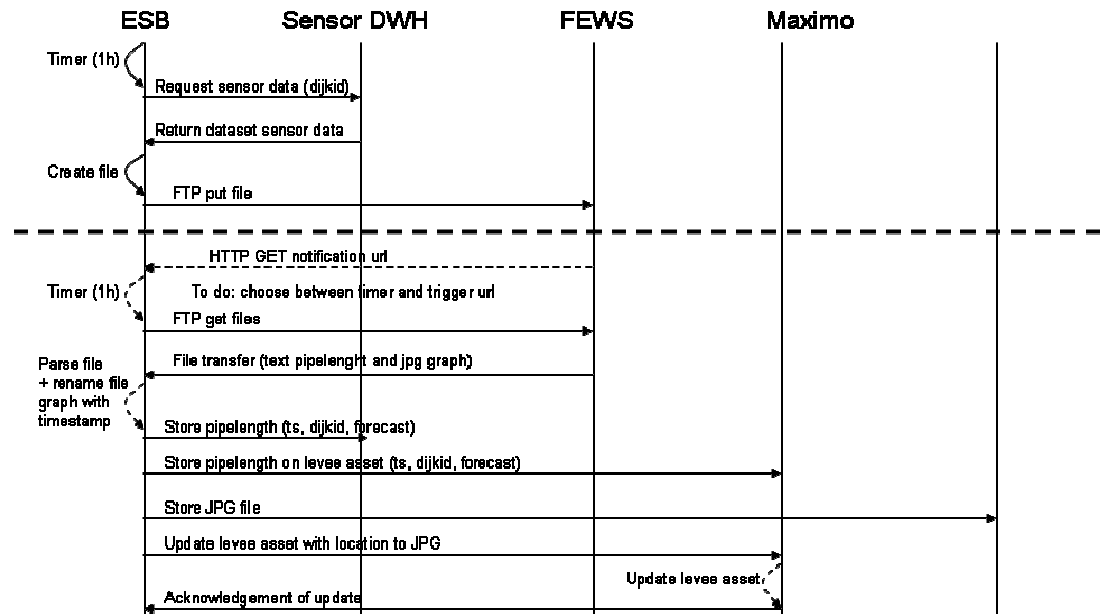 ESB Sensor DWH FEWS Maximo
Timer (1h)
Request sensor data (dijkid)
Return dataset sensor data
Create file
FTP put file
HTTP GET notification url
Timer (1h) To do: choose between timer and trigger url
FTP get files
File transfer (text pipelenght and jpg graph)
Parse file
+ rename file
graph with
timestamp
Store pipelength (ts, dijkid, forecast)
Store pipelength on levee asset (ts, dijkid, forecast)
Store JPG file
Update levee asset with location to JPG
Update levee asset
Acknowledgement of update